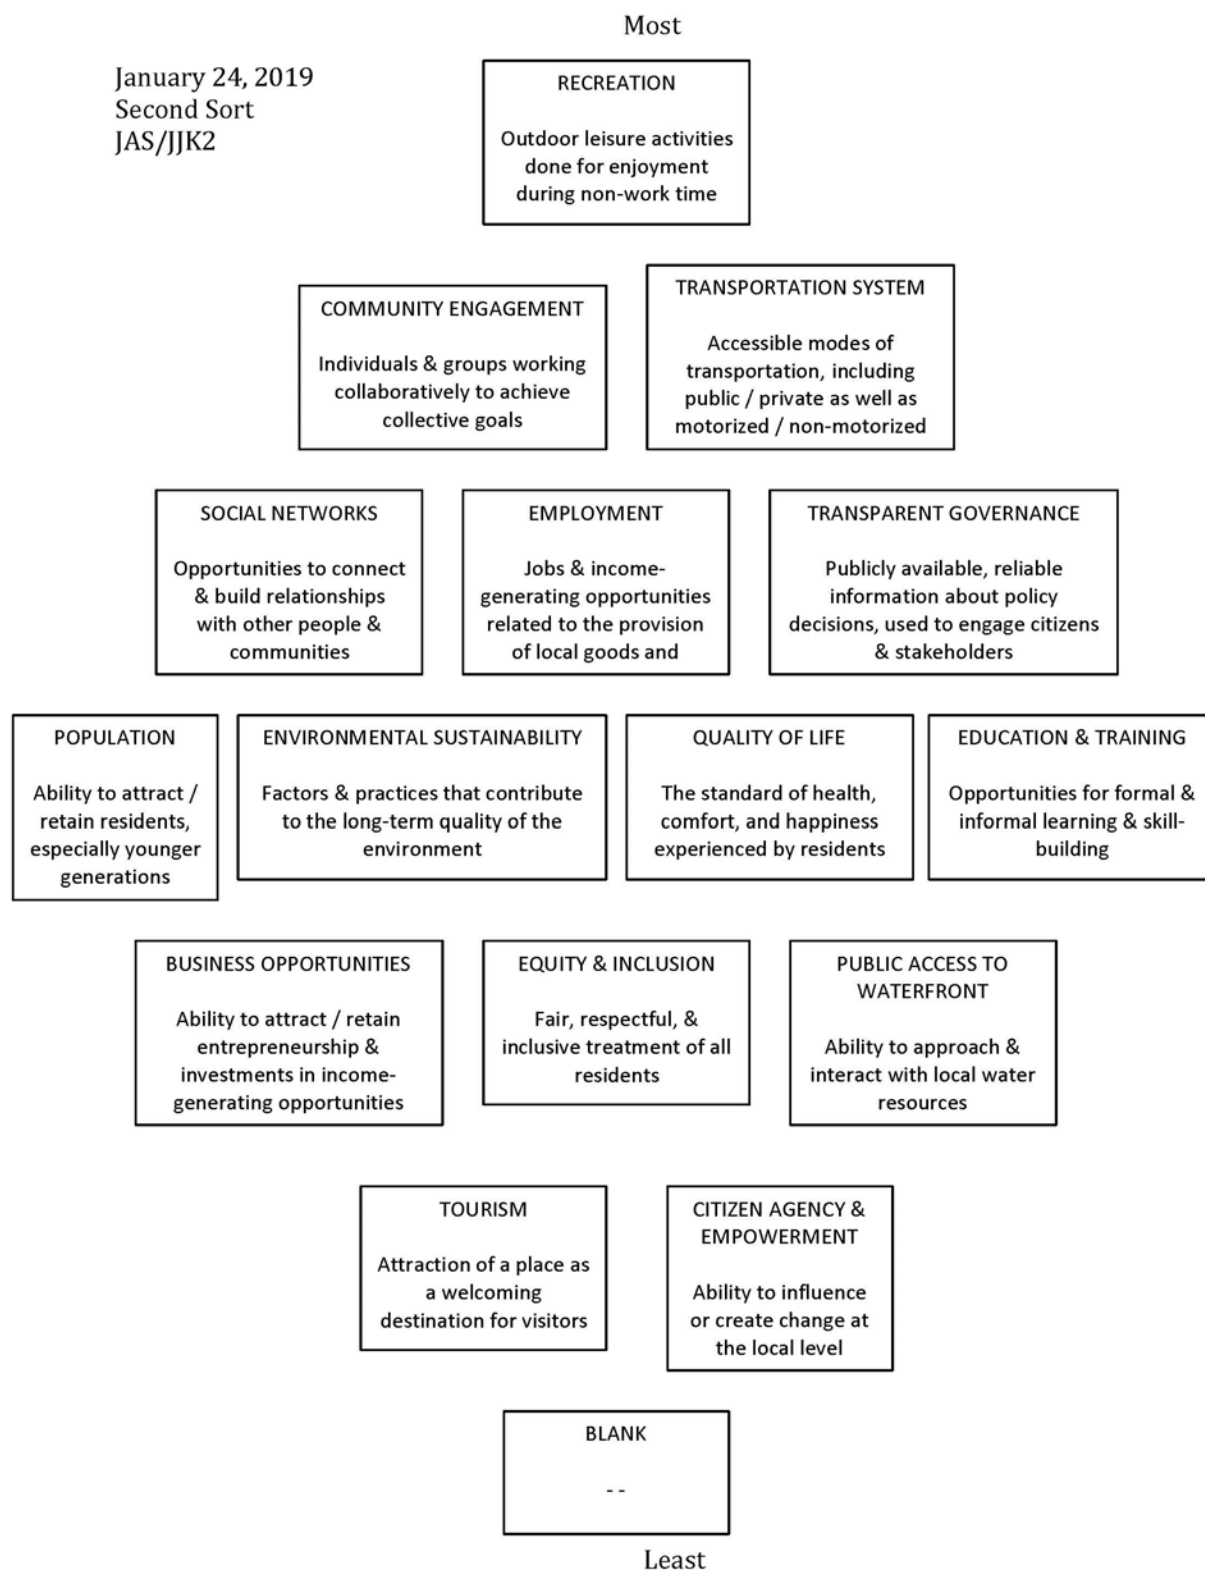 Most
January 24, 2019
Second Sort
JAS/JJK2
RECREATION
Outdoor leisure activities
done for enjoyment
during non-work time
COMMUNITY ENGAGEMENT
Individuals & groups working
collaboratively to achieve
collective goals
TRANSPORTATION SYSTEM
Accessible modes of
transportation, including
public / private as well as
motorized / non-motorized
SOCIAL NETWORKS
Opportunities to connect
& build relationships
with other people &
communities
EMPLOYMENT
Jobs & income-
generating opportunities
related to the provision
of local goods and
TRANSPARENT GOVERNANCE
Publicly available, reliable
information about policy
decisions, used to engage citizens
& stakeholders
POPULATION
Ability to attract /
retain residents,
especially younger
generations
ENVIRONMENTAL SUSTAINABILITY
Factors & practices that contribute
to the long-term quality of the
environment
QUALITY OF LIFE
The standard of health,
comfort, and happiness
experienced by residents
EDUCATION & TRAINING
Opportunities for formal &
informal learning & skill-
building
BUSINESS OPPORTUNITIES
Ability to attract / retain
entrepreneurship &
investments in income-
generating opportunities
EQUITY & INCLUSION
Fair, respectful, &
inclusive treatment of all
residents
PUBLIC ACCESS TO
WATERFRONT
Ability to approach &
interact with local water
resources
TOURISM
Attraction of a place as
a welcoming
destination for visitors
CITIZEN AGENCY &
EMPOWERMENT
Ability to influence
or create change at
the local level
BLANK
- -
Least